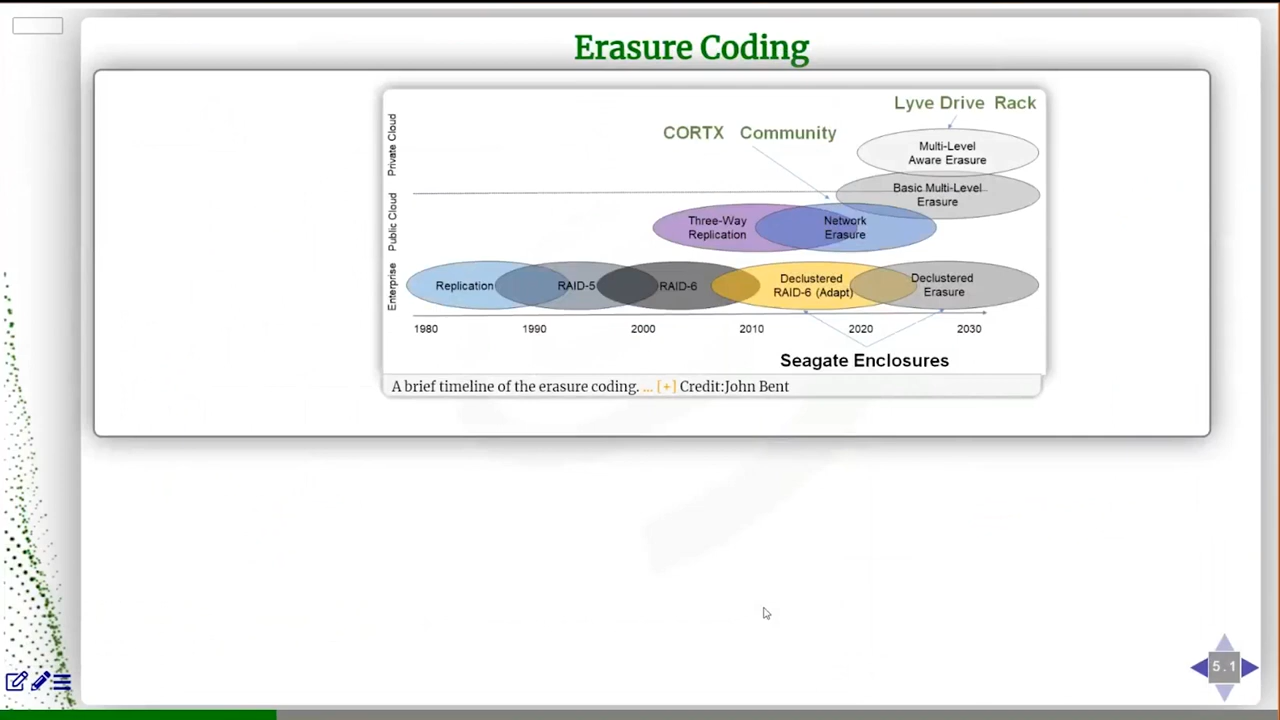 Erasure Coding
Lyve Drive Rack
CORTX Community
Private Cloud
Multi-Level
Aware Erasure
Basic Multi-Level
Erasure
Public Cloud
Three-Way
Replication
Network
Erasure
Enterprise
Replication
RAID-5
RAID-6
Declustered
RAID-6 (Adapt)
Declustered
Erasure
1980 1990 2000 2010 2020 2030
Seagate Enclosures
A brief timeline of the erasure coding. ... [+] Credit:John Bent
5.1